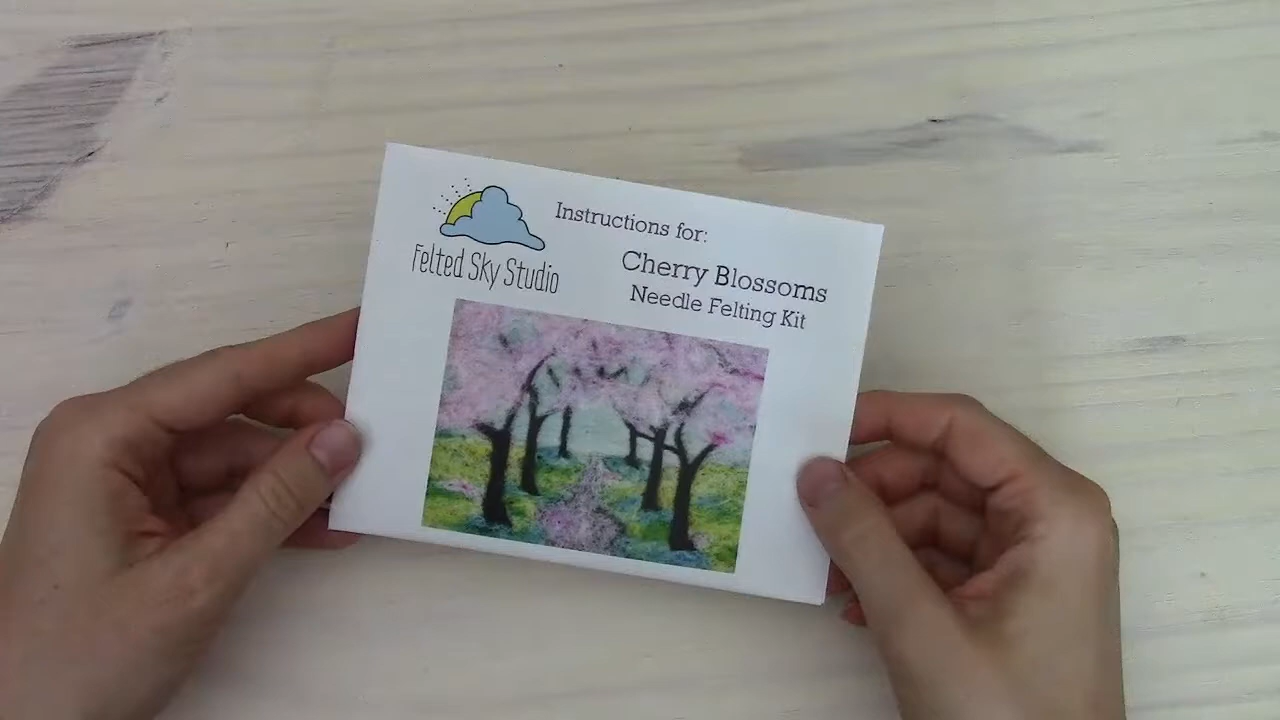 Instructions for:
Felted Sky Studio
Cherry Blossoms
Needle Felting Kit